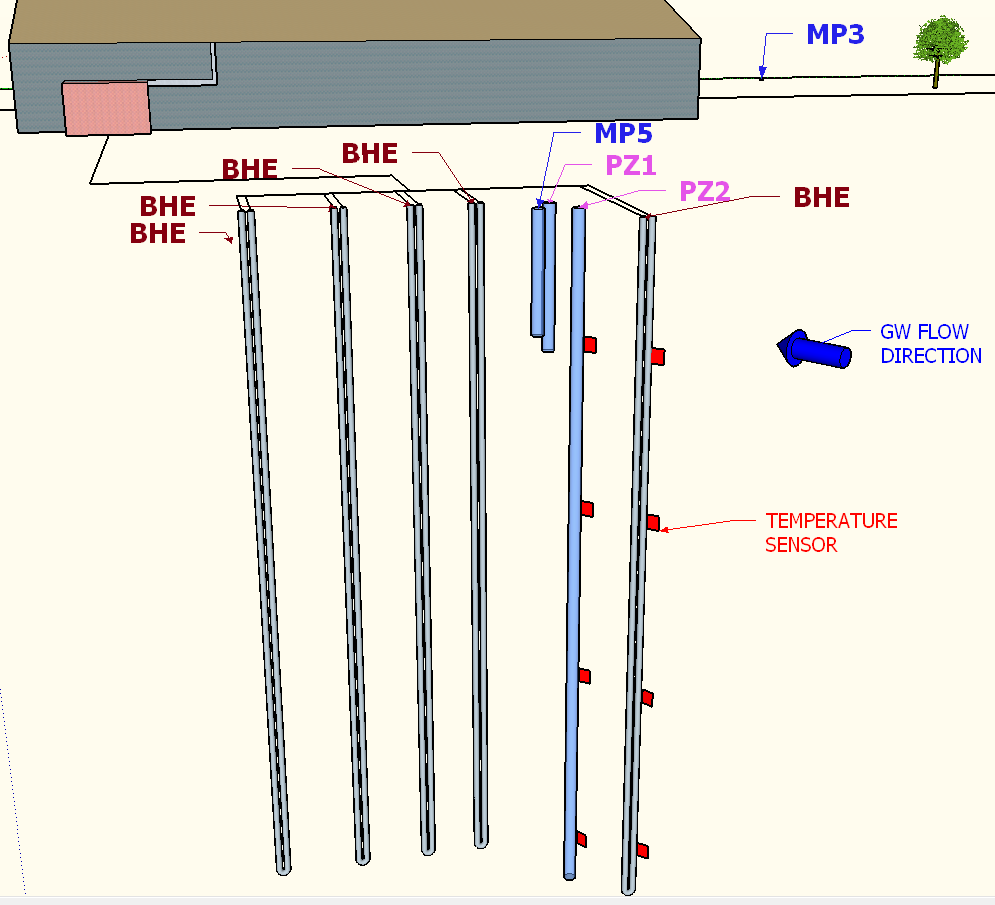 MP3
MP5
BHE
PZ1
BHE
PZ2
BHE
BHE
BHE
GW FLOW
DIRECTION
TEMPERATURE
SENSOR